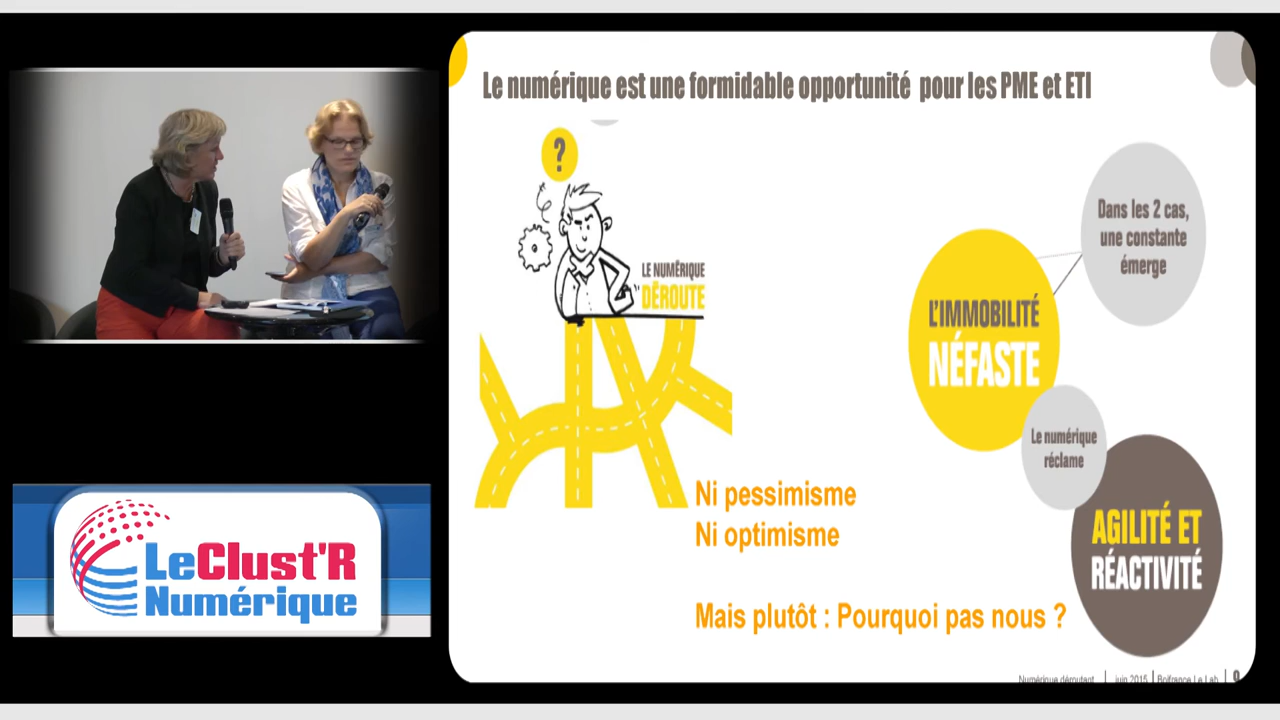 Le numérique est une formidable opportunité pour les PME et ETI
?
LE NUMÉRIQUE
DÉROUTE
Dans les 2 cas,
une constante
émerge
L'IMMOBILITÉ
NÉFASTE
Le numérique
réclame
AGILITÉ ET
RÉACTIVITÉ
Ni pessimisme
Ni optimisme
Mais plutôt : Pourquoi pas nous ?
LeClust'R
Numérique
Numérique déroutant | juin 2015 | Bpifrance Le Lab | 9